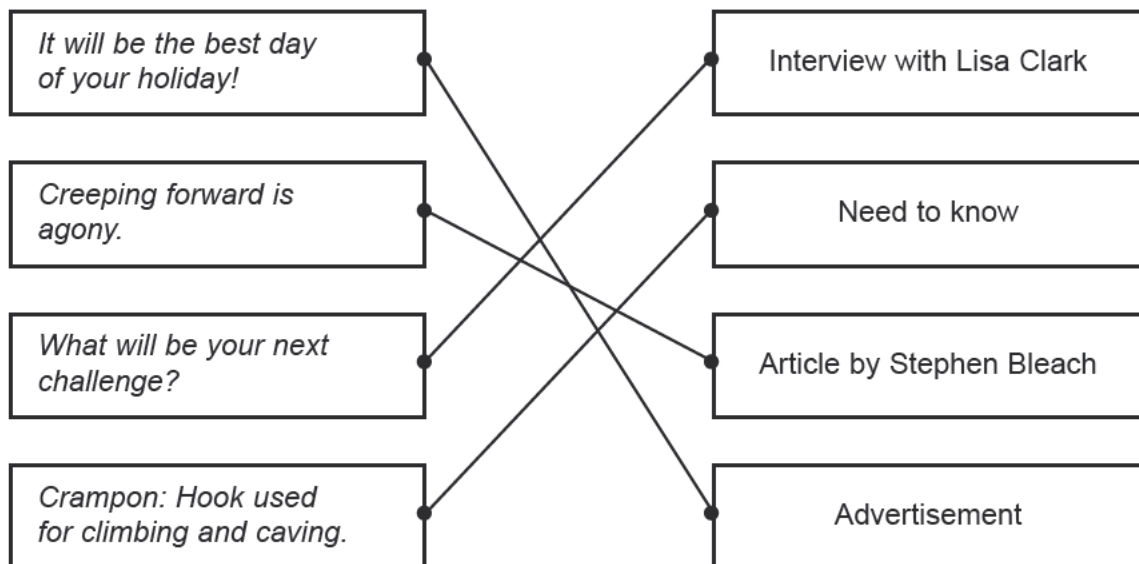 It will be the best day
of your holiday!
Interview with Lisa Clark
Creeping forward is
agony.
Need to know
What will be your next
challenge?
Article by Stephen Bleach
Crampon: Hook used
for climbing and caving.
Advertisement